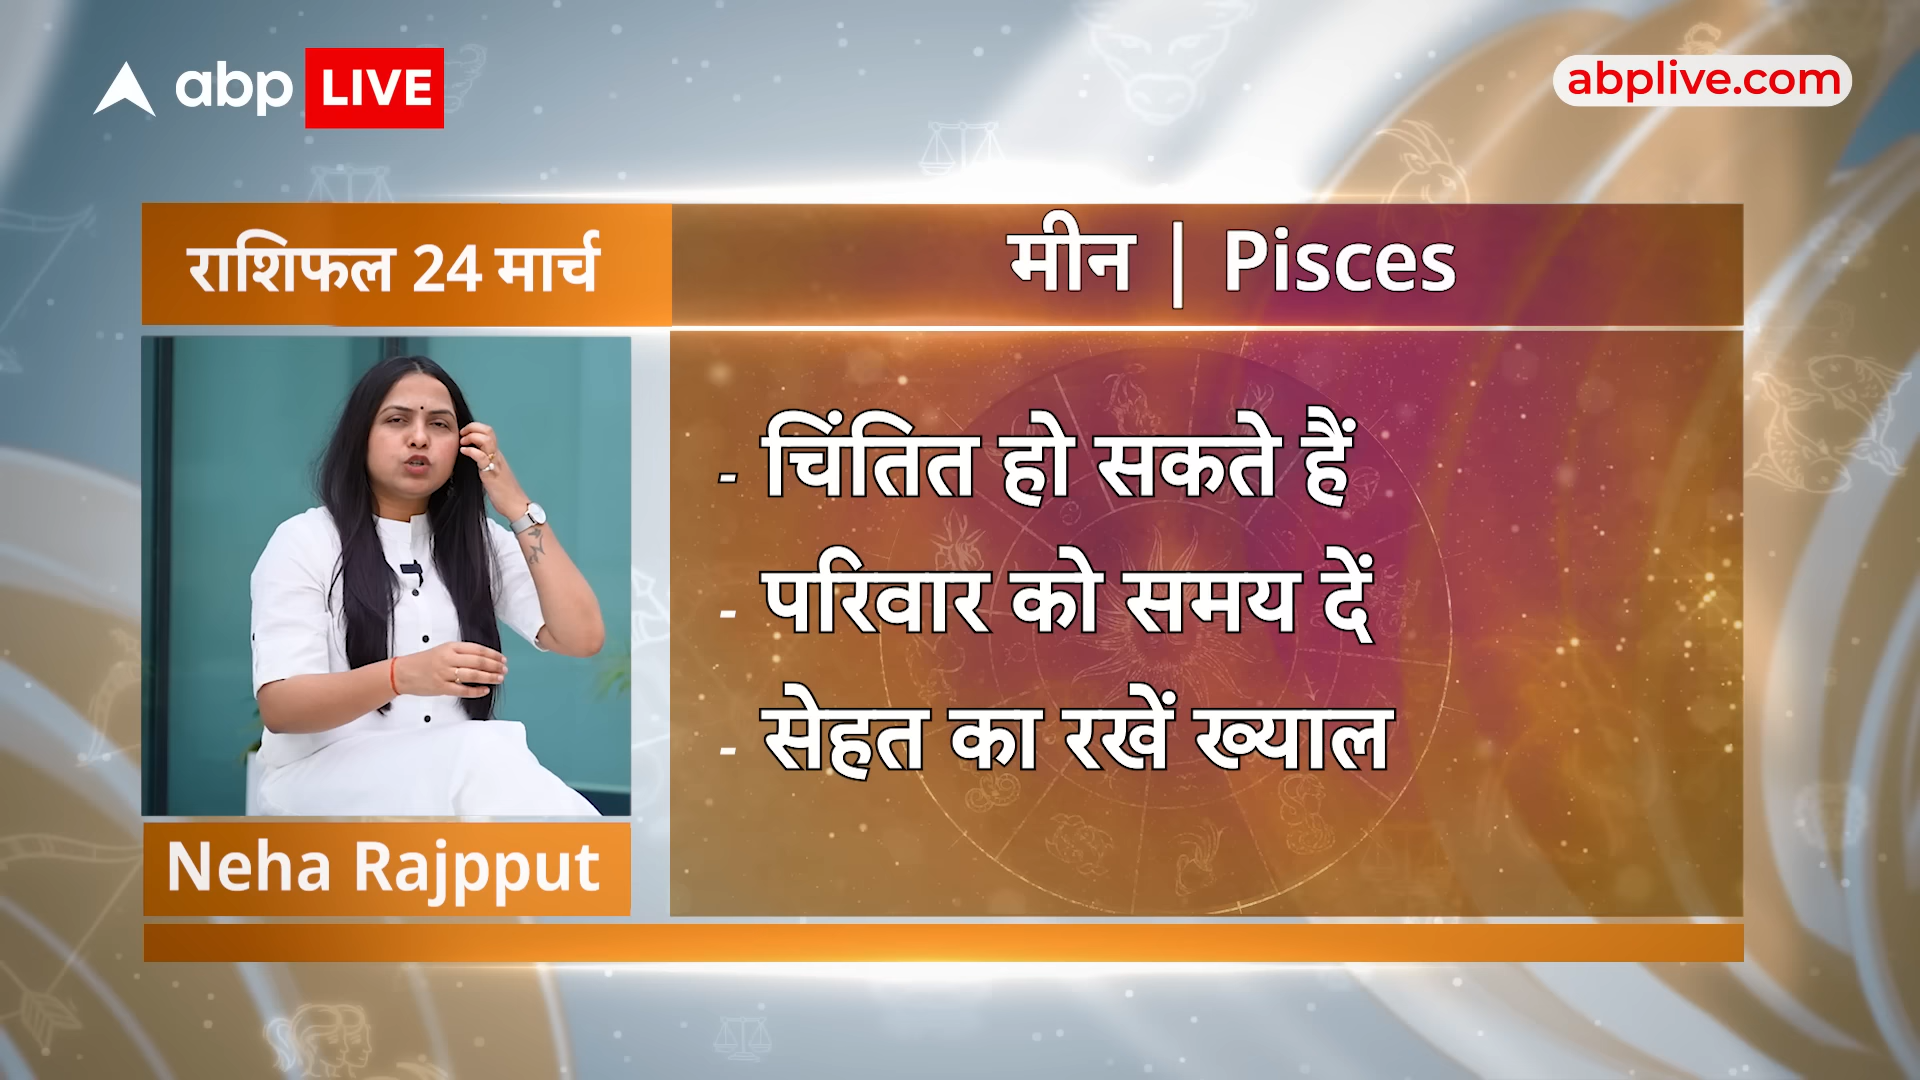 abp LIVE
abplive.com
राशिफल 24 मार्च
मीन | Pisces
- चिंतित हो सकते हैं
- परिवार को समय दें
- सेहत का रखें ख्याल
Neha Rajpput